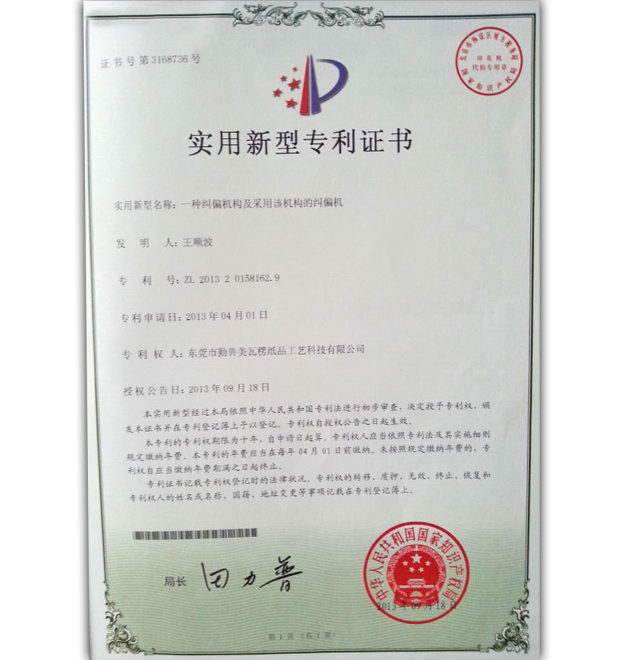 证书号第3168736号
实用新型专利证书
实用新型名称：一种纠偏机构及采用该机构的纠偏机
发 明 人：王顺波
专 利 号：ZL 2013 2 0158162.9
专利申请日：2013年04月01日
专 利 权 人：东莞市勤善美瓦楞纸品工艺科技有限公司
授权公告日：2013年09月18日
本实用新型经过本局依照中华人民共和国专利法进行初步审查，决定授予专利权，颁
发本证书并在专利登记簿上予以登记。专利权自授权公告之日起生效。
本专利的专利权期限为十年，自申请日起算。专利权人应当依照专利法及其实施细则
规定缴纳年费。本专利的年费应当在每年04月01日前缴纳。未按照规定缴纳年费的，专
利权自应当缴纳年费期满之日起终止。
专利证书记载专利权登记时的法律状况。专利权的转移、质押、无效、终止、恢复和
专利权人的姓名或名称、国籍、地址变更等事项记载在专利登记簿上。
局长 田力普
中华人民共和国国家知识产权局
2013年09月18日
第1页（共1页）